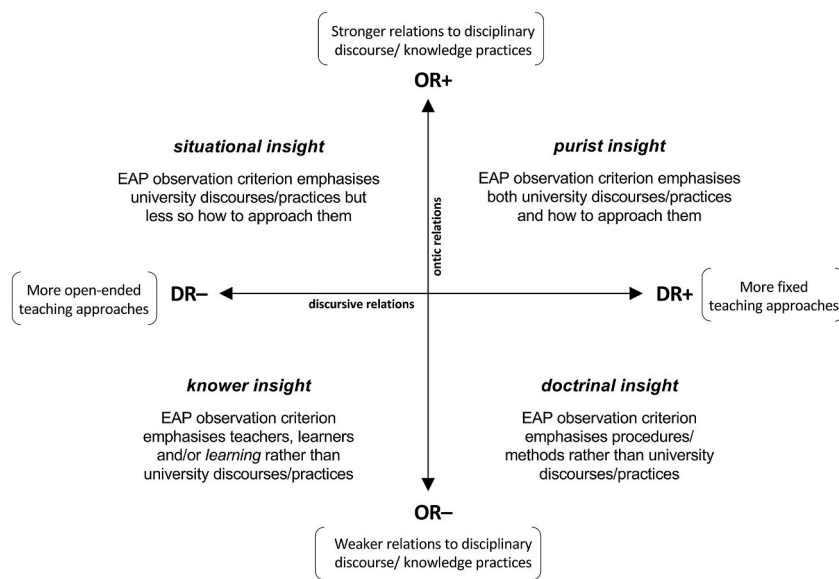 Stronger relations to disciplinary
discourse/ knowledge practices
OR+
situational insight
EAP observation criterion emphasises
university discourses/practices but
less so how to approach them
purist insight
EAP observation criterion emphasises
both university discourses/practices
and how to approach them
ontic relations
More open-ended
teaching approaches
DR–
discursive relations
DR+
More fixed
teaching approaches
knower insight
EAP observation criterion
emphasises teachers, learners
and/or learning rather than
university discourses/practices
doctrinal insight
EAP observation criterion
emphasises procedures/
methods rather than university
discourses/practices
OR–
Weaker relations to disciplinary
discourse/ knowledge practices